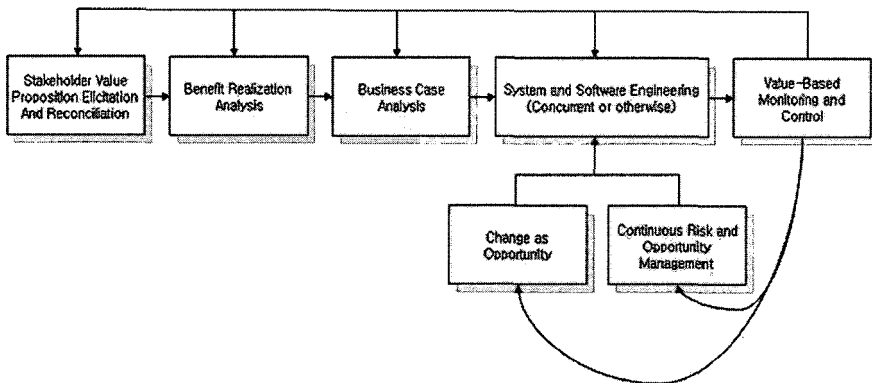 Stakeholder Value
Proposition Elicitation
And Reconciliation
Benefit Realization
Analysis
Business Case
Analysis
System and Software Engineering
(Concurrent or otherwise)
Value-Based
Monitoring and
Control
Change as
Opportunity
Continuous Risk and
Opportunity
Management